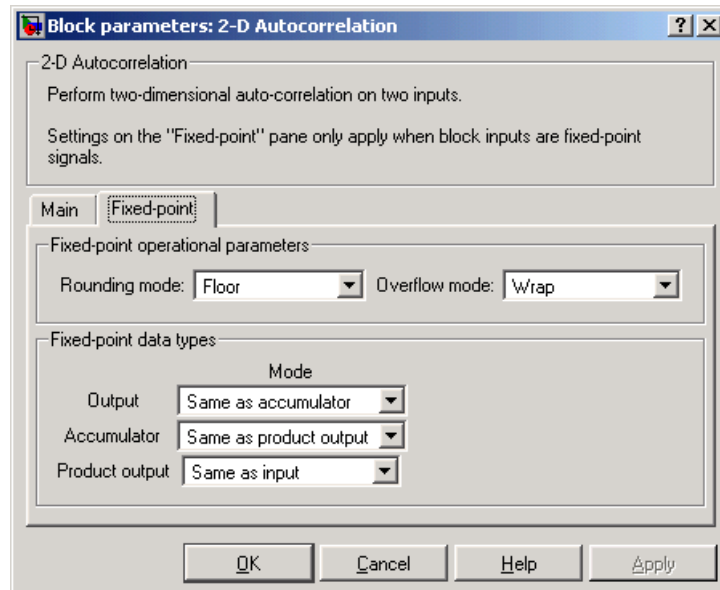 Block parameters: 2-D Autocorrelation
2-D Autocorrelation
Perform two-dimensional auto-correlation on two inputs.
Settings on the "Fixed-point" pane only apply when block inputs are fixed-point
signals.
Main Fixed-point
Fixed-point operational parameters
Rounding mode: Floor Overflow mode: Wrap
Fixed-point data types
Mode
Output Same as accumulator
Accumulator Same as product output
Product output Same as input
OK Cancel Help Apply